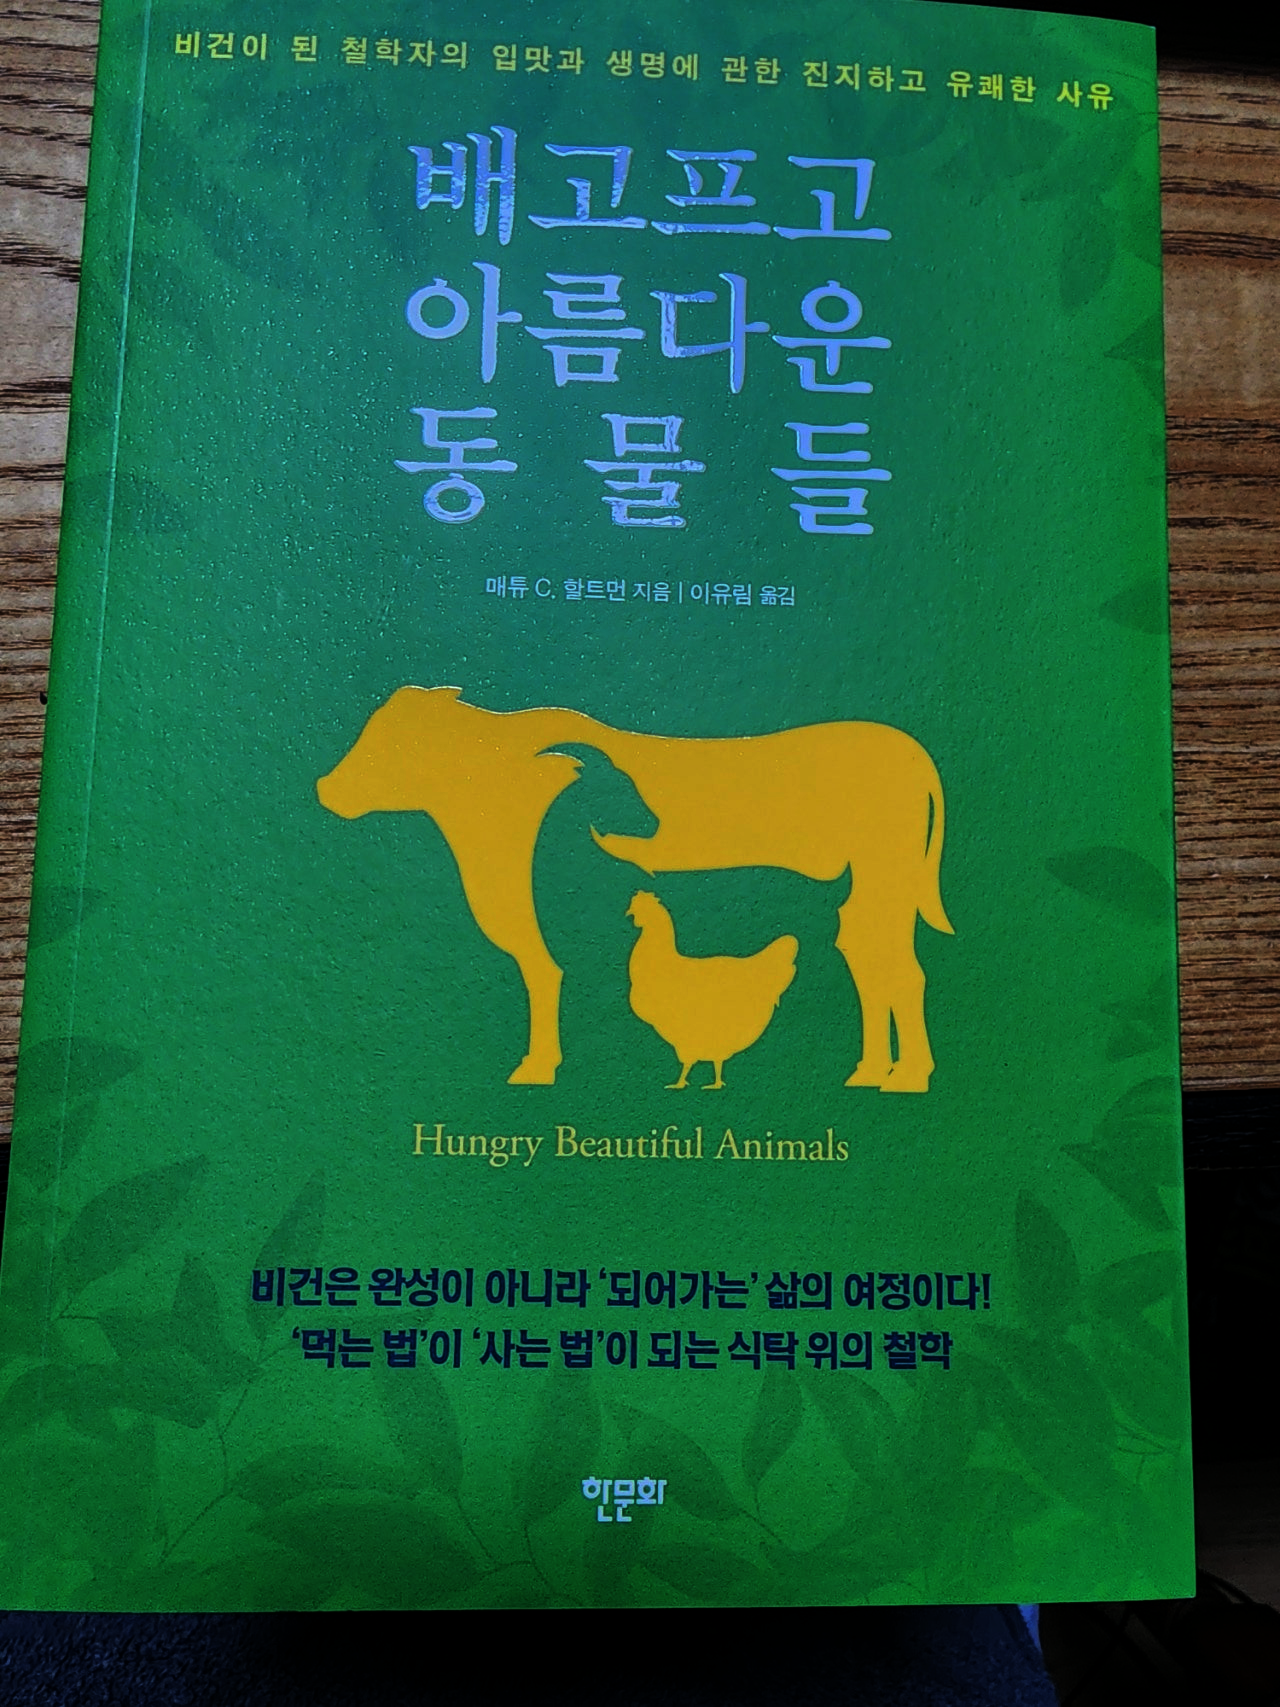 비건이 된 철학자의 입맛과 생명에 관한 진지하고 유쾌한 사유
배고프고
아름다운
동물들
매튜 C. 할트먼 지음 | 이유림 옮김
Hungry Beautiful Animals
비건은 완성이 아니라 ‘되어가는’ 삶의 여정이다!
‘먹는 법’이 ‘사는 법’이 되는 식탁 위의 철학
한문화